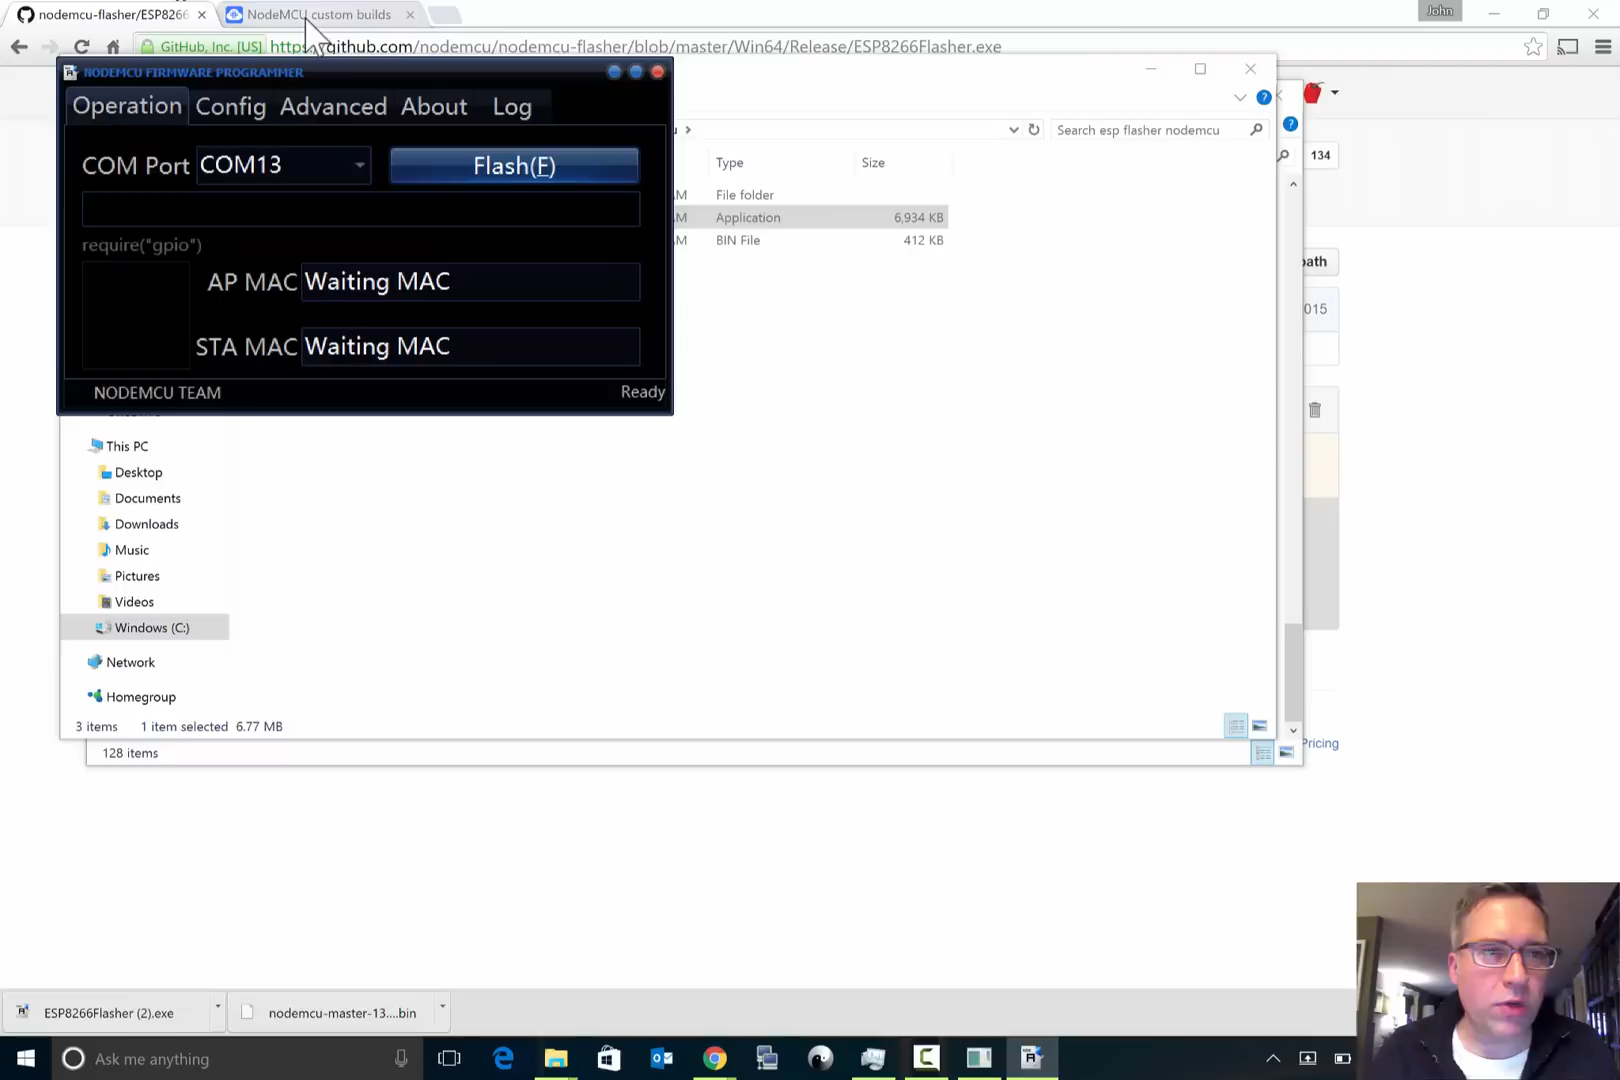 nodemcu-flasher/ESP8266
NodeMCU custom builds
John
GitHub, Inc. [US]
https://github.com/nodemcu/nodemcu-flasher/blob/master/Win64/Release/ESP8266Flasher.exe
NODEMCU FIRMWARE PROGRAMMER
Operation Config Advanced About Log
COM Port COM13 Flash(F)
require("gpio")
AP MAC Waiting MAC
STA MAC Waiting MAC
NODEMCU TEAM Ready
Search esp flasher nodemcu
134
Type Size
File folder
Application 6,934 KB
BIN File 412 KB
path
015
This PC
Desktop
Documents
Downloads
Music
Pictures
Videos
Windows (C:)
Network
Homegroup
3 items 1 item selected 6.77 MB
128 items
Pricing
ESP8266Flasher (2).exe
nodemcu-master-13....bin
Ask me anything